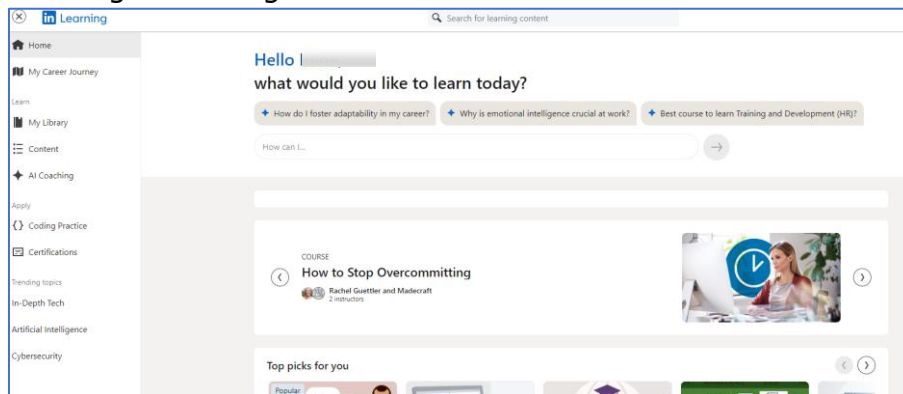 in Learning
Search for learning content
Home
My Career Journey
Learn
My Library
Content
AI Coaching
Apply
Coding Practice
Certifications
Trending topics
In-Depth Tech
Artificial Intelligence
Cybersecurity
Hello
what would you like to learn today?
How do I foster adaptability in my career?
Why is emotional intelligence crucial at work?
Best course to learn Training and Development (HR)?
How can I...
COURSE
How to Stop Overcommitting
Rachel Guettler and Madecraft
2 instructors
Top picks for you
Popular